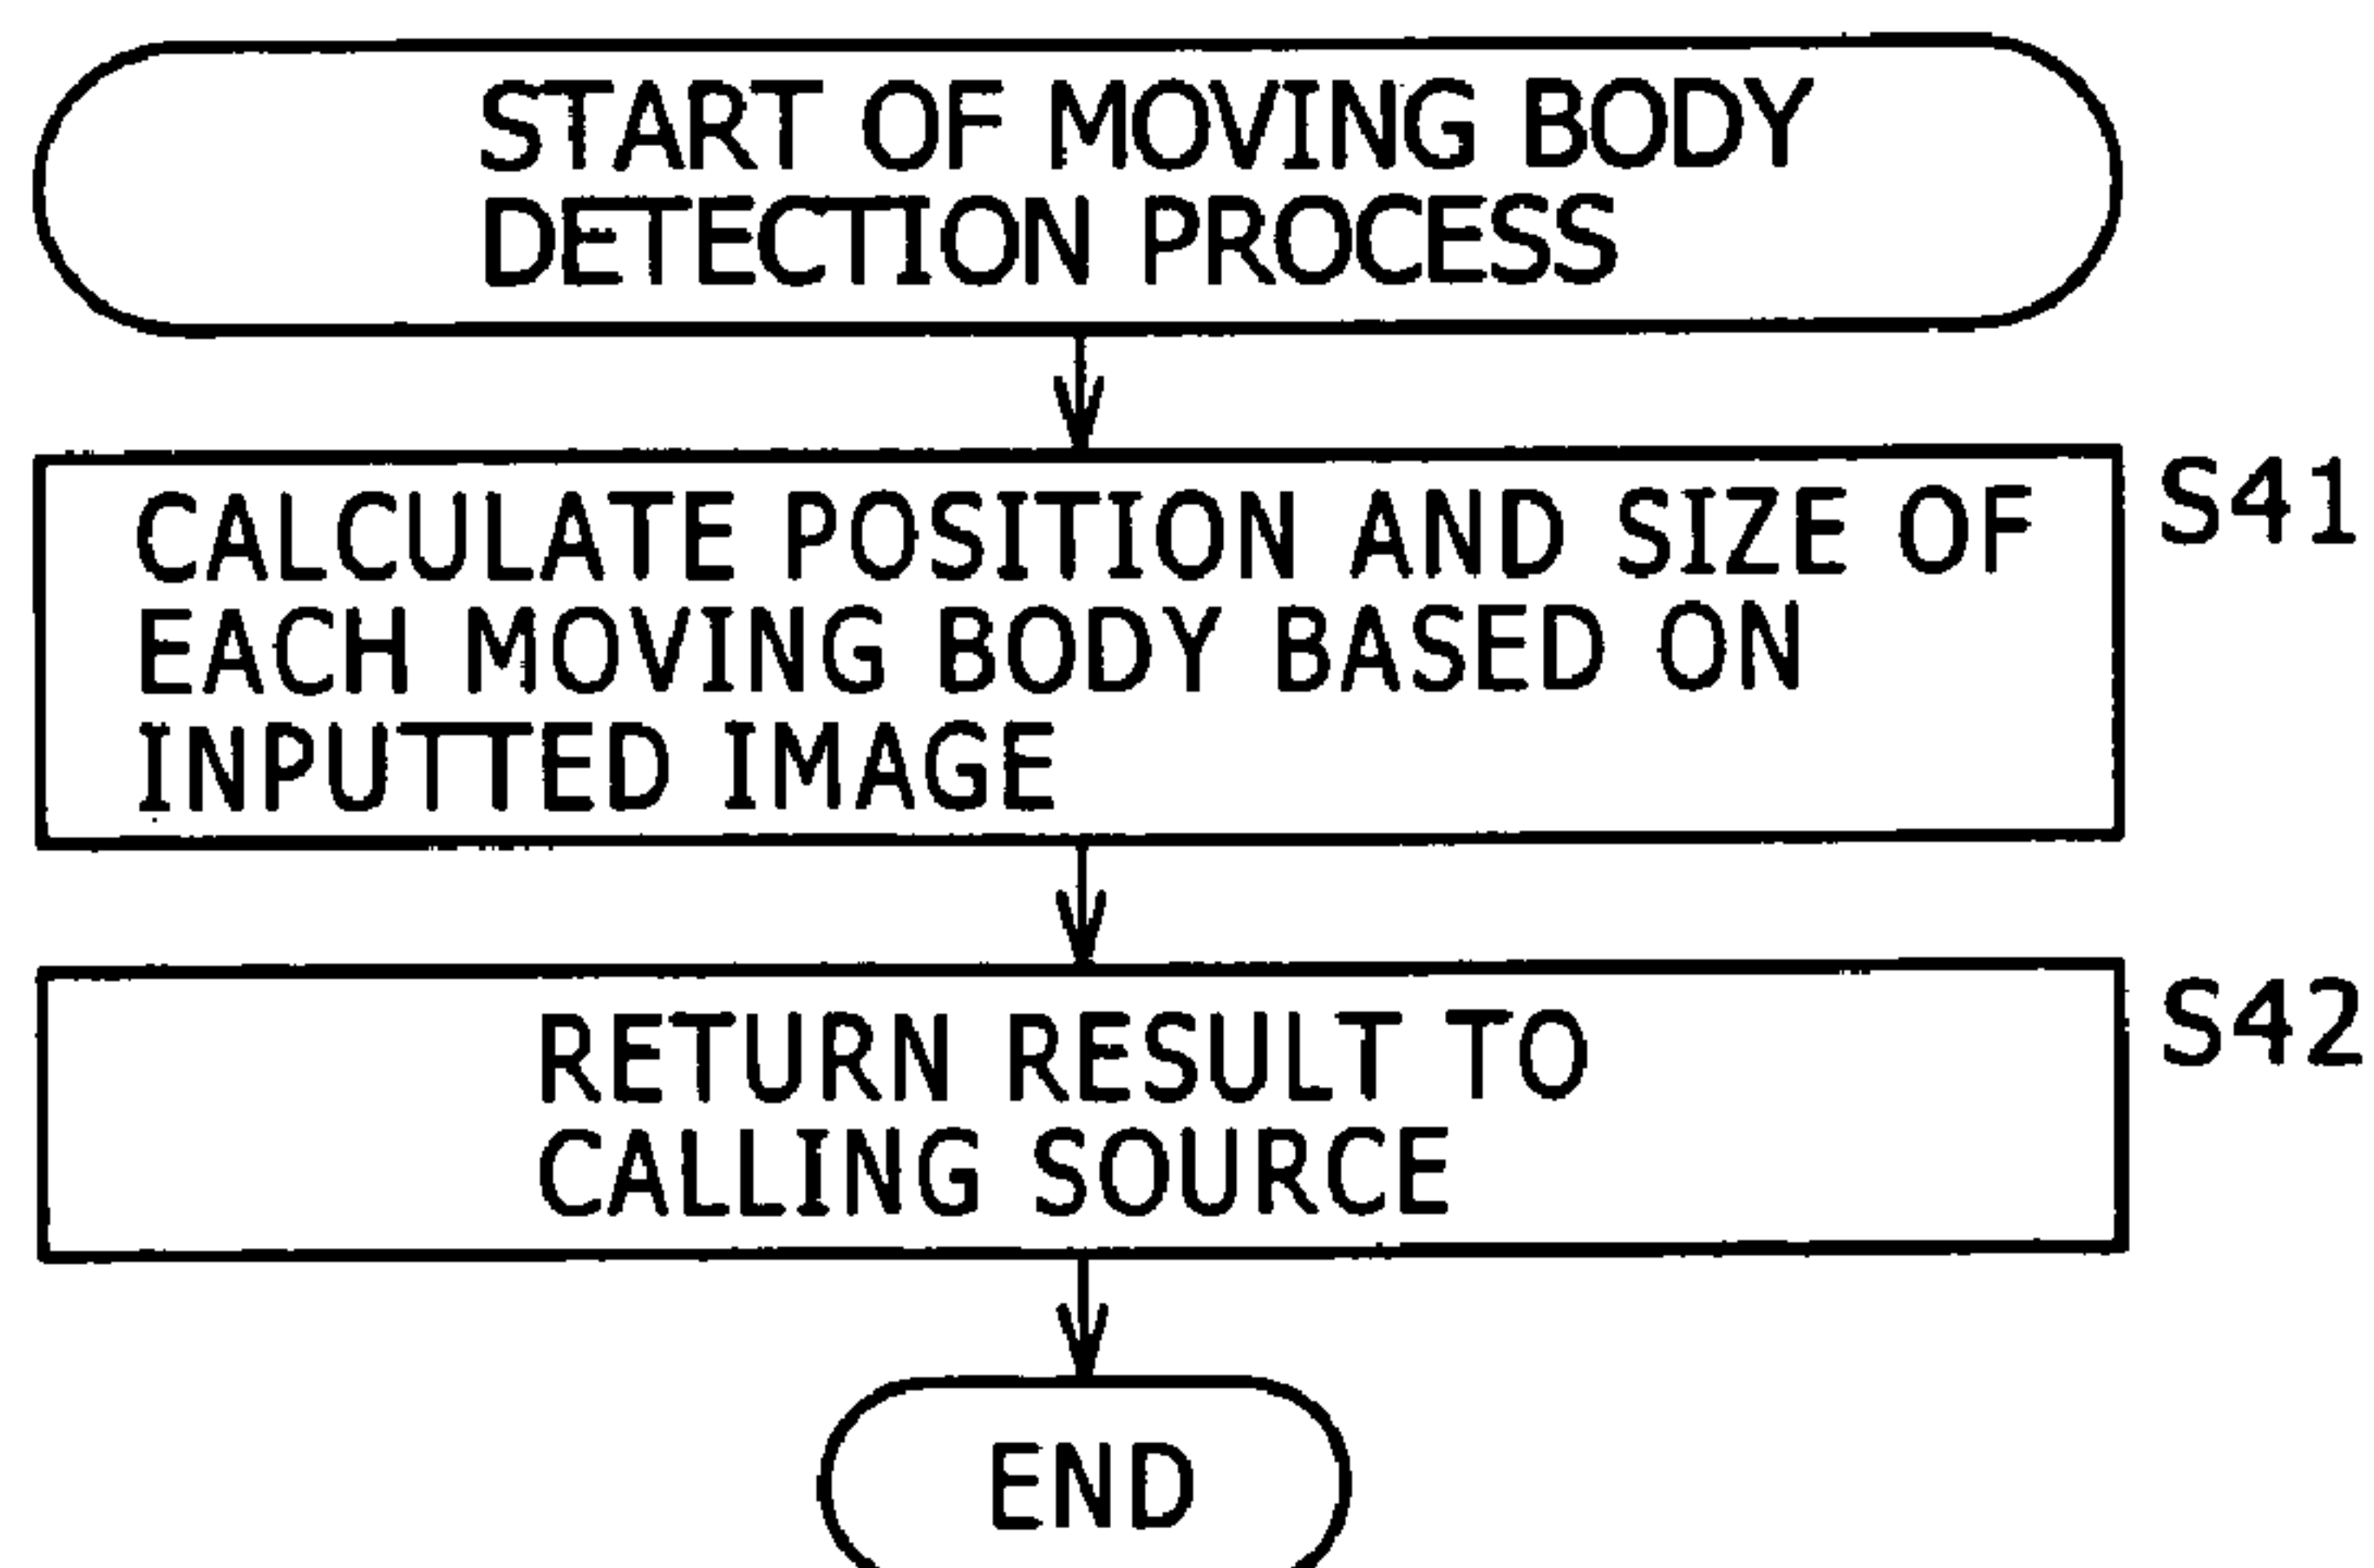 START OF MOVING BODY
DETECTION PROCESS
CALCULATE POSITION AND SIZE OF
EACH MOVING BODY BASED ON
INPUTTED IMAGE
S41
RETURN RESULT TO
CALLING SOURCE
S42
END